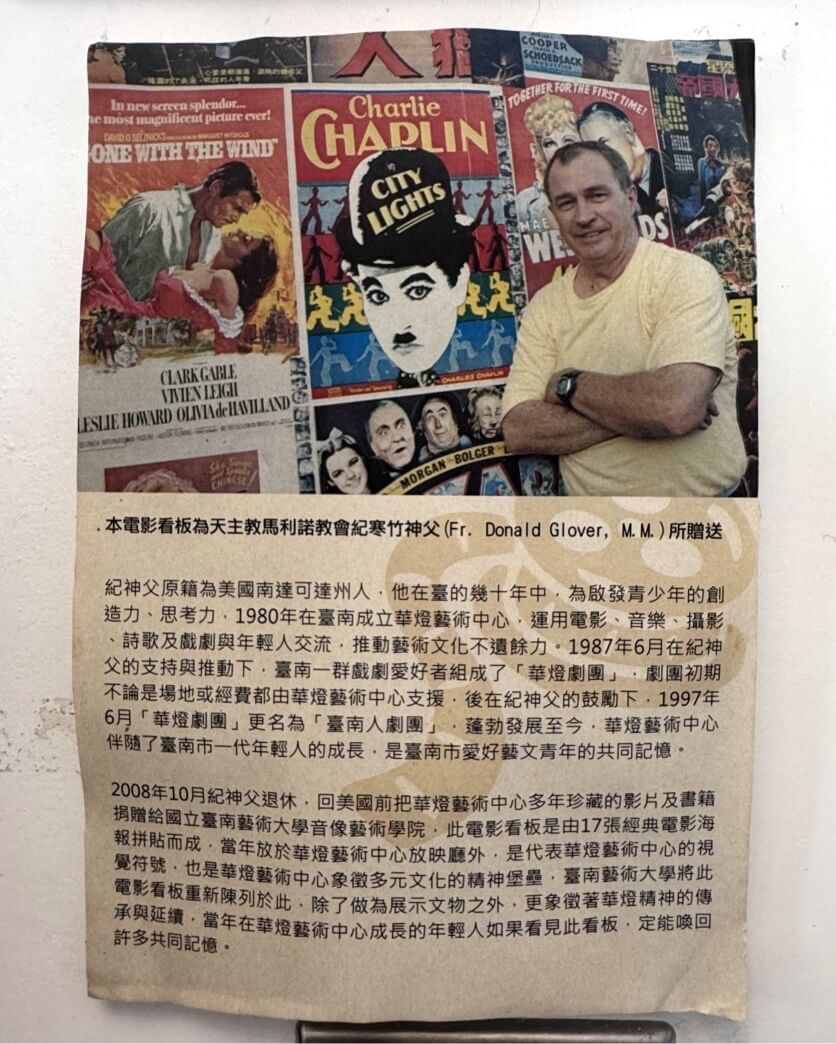 人狼
COOPER
SCHOEDSACK
PRODUCTION
In new screen splendor...
most magnificent picture ever!
DAVID O. SELZNICK'S
ONE WITH THE WIND"
CLARK GABLE
VIVIEN LEIGH
LESLIE HOWARD OLIVIA de HAVILLAND
Charlie
CHAPLIN
CITY
LIGHTS
CHARLES CHAPLIN
TOGETHER FOR THE FIRST TIME!
MAE
WE
DS
MORGAN · BOLGER
She Sings
and Speaks
CHINESE!
.本電影看板為天主教馬利諾教會紀寒竹神父(Fr. Donald Glover, M.M.)所贈送
紀神父原籍為美國南達可達州人，他在臺的幾十年中，為啟發青少年的創
造力、思考力，1980年在臺南成立華燈藝術中心，運用電影、音樂、攝影
、詩歌及戲劇與年輕人交流，推動藝術文化不遺餘力。1987年6月在紀神
父的支持與推動下，臺南一群戲劇愛好者組成了「華燈劇團」，劇團初期
不論是場地或經費都由華燈藝術中心支援，後在紀神父的鼓勵下，1997年
6月「華燈劇團」更名為「臺南人劇團」，蓬勃發展至今，華燈藝術中心
伴隨了臺南市一代年輕人的成長，是臺南市愛好藝文青年的共同記憶。
2008年10月紀神父退休，回美國前把華燈藝術中心多年珍藏的影片及書籍
捐贈給國立臺南藝術大學音像藝術學院，此電影看板是由17張經典電影海
報拼貼而成，當年放於華燈藝術中心放映廳外，是代表華燈藝術中心的視
覺符號，也是華燈藝術中心象徵多元文化的精神堡壘，臺南藝術大學將此
電影看板重新陳列於此，除了做為展示文物之外，更象徵著華燈精神的傳
承與延續，當年在華燈藝術中心成長的年輕人如果看見此看板，定能喚回
許多共同記憶。